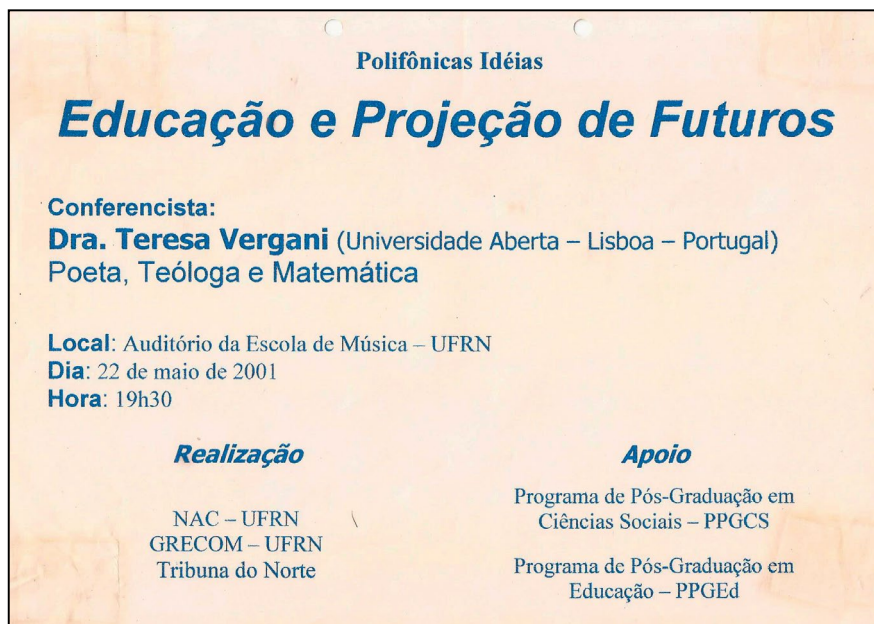 Polifônicas Idéias
Educação e Projeção de Futuros
Conferencista:
Dra. Teresa Vergani (Universidade Aberta – Lisboa – Portugal)
Poeta, Teóloga e Matemática
Local: Auditório da Escola de Música – UFRN
Dia: 22 de maio de 2001
Hora: 19h30
Realização
NAC – UFRN
GRECOM – UFRN
Tribuna do Norte
Apoio
Programa de Pós-Graduação em
Ciências Sociais – PPGCS
Programa de Pós-Graduação em
Educação – PPGEd